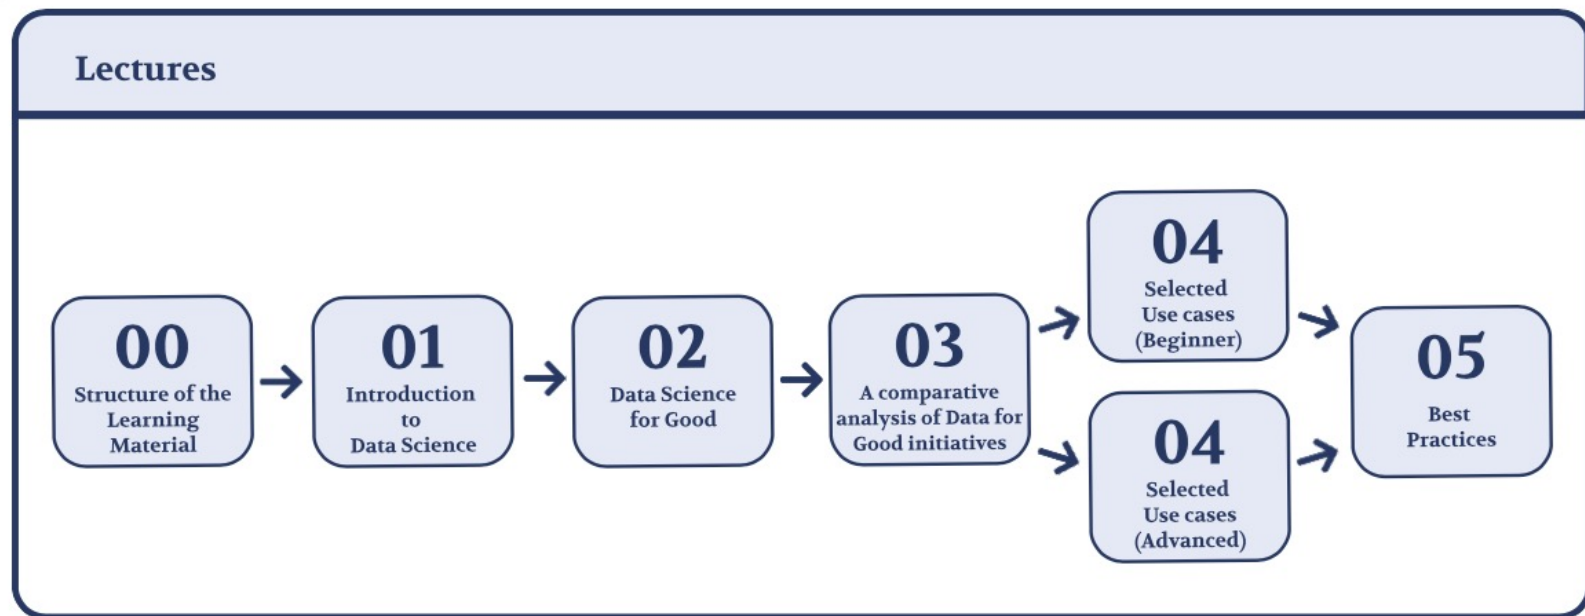 Lectures
00
Structure of the
Learning
Material
01
Introduction
to
Data Science
02
Data Science
for Good
03
A comparative
analysis of Data for
Good initiatives
04
Selected
Use cases
(Beginner)
04
Selected
Use cases
(Advanced)
05
Best
Practices